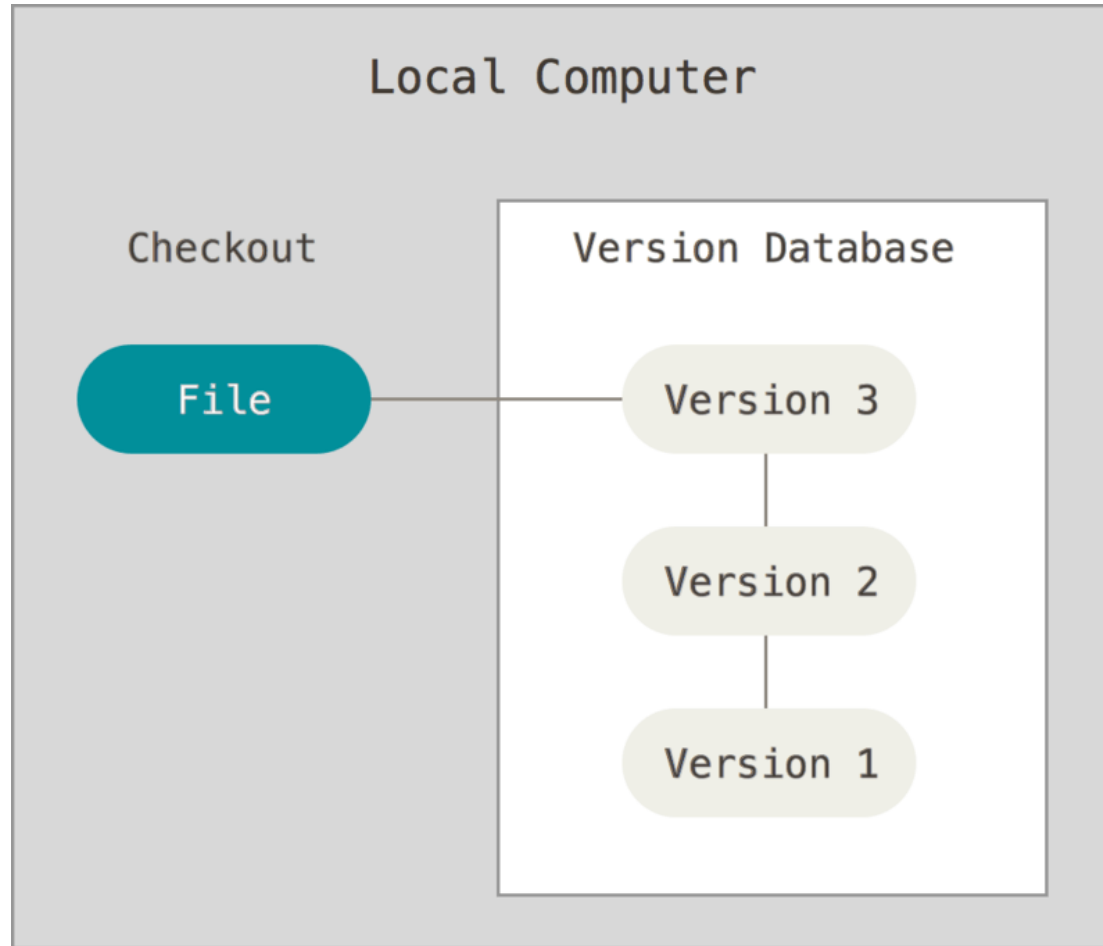 Local Computer
Checkout
Version Database
File
Version 3
Version 2
Version 1